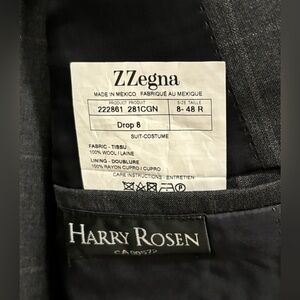 ZZegna
MADE IN MEXICO FABRIQUÉ AU MEXIQUE
PRODUCT PRODUIT SIZE TAILLE
222861 281CGN 8- 48 R
Drop 8
SUIT-COSTUME
FABRIC - TISSU
100% WOOL / LAINE
LINING - DOUBLURE
100% RAYON CUPRO / CUPRO
CARE INSTRUCTIONS - ENTRETIEN
HARRY ROSEN